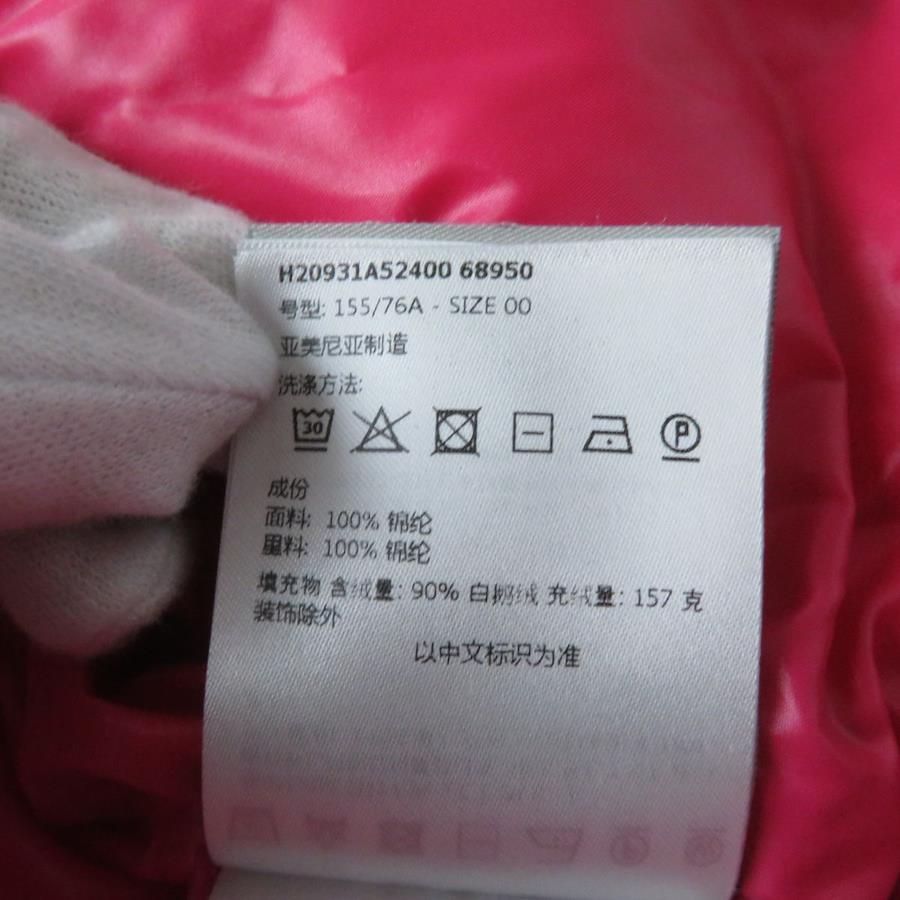 H20931A52400 68950
号型: 155/76A - SIZE 00
亚美尼亚制造
洗涤方法:
30 P
成份
面料: 100% 锦纶
里料: 100% 锦纶
填充物 含绒量: 90% 白鹅绒 充绒量: 157 克
装饰除外
以中文标识为准